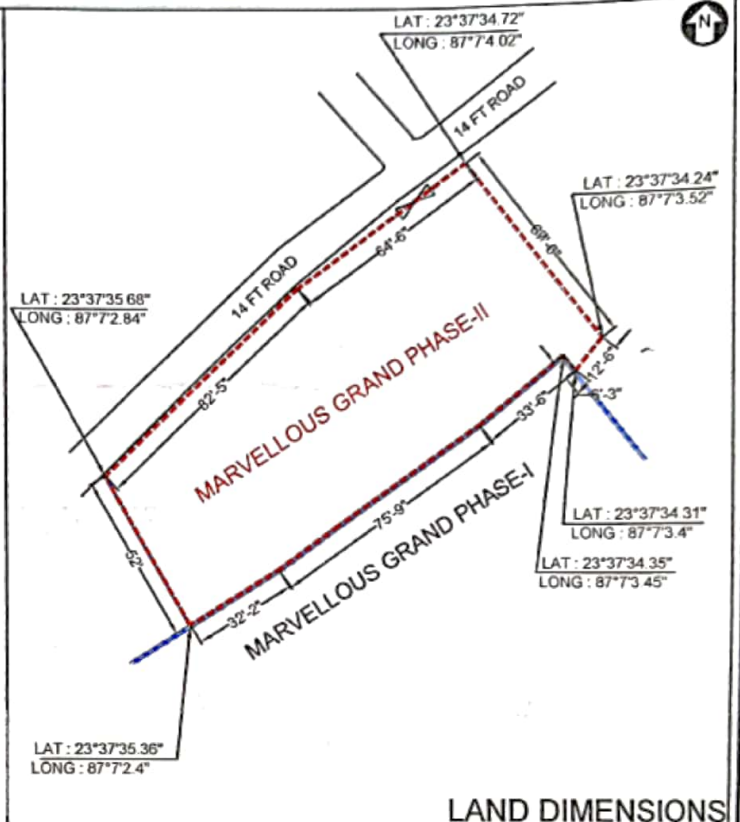 LAT : 23°37'34.72"
LONG : 87°7'4 02"
N
14 FT ROAD
LAT : 23°37'34.24"
LONG : 87°7'3.52"
64'-6"
14 FT ROAD
LAT : 23°37'35 68"
LONG : 87°7'2.84"
82'-5"
MARVELLOUS GRAND PHASE-II
12'-6"
33'-6"
75'-9"
MARVELLOUS GRAND PHASE-I
LAT : 23°37'34.31"
LONG : 87°7'3.4"
LAT : 23°37'34.35"
LONG : 87°7'3.45"
32'-2"
LAT : 23°37'35.36"
LONG : 87°7'2.4"
LAND DIMENSIONS